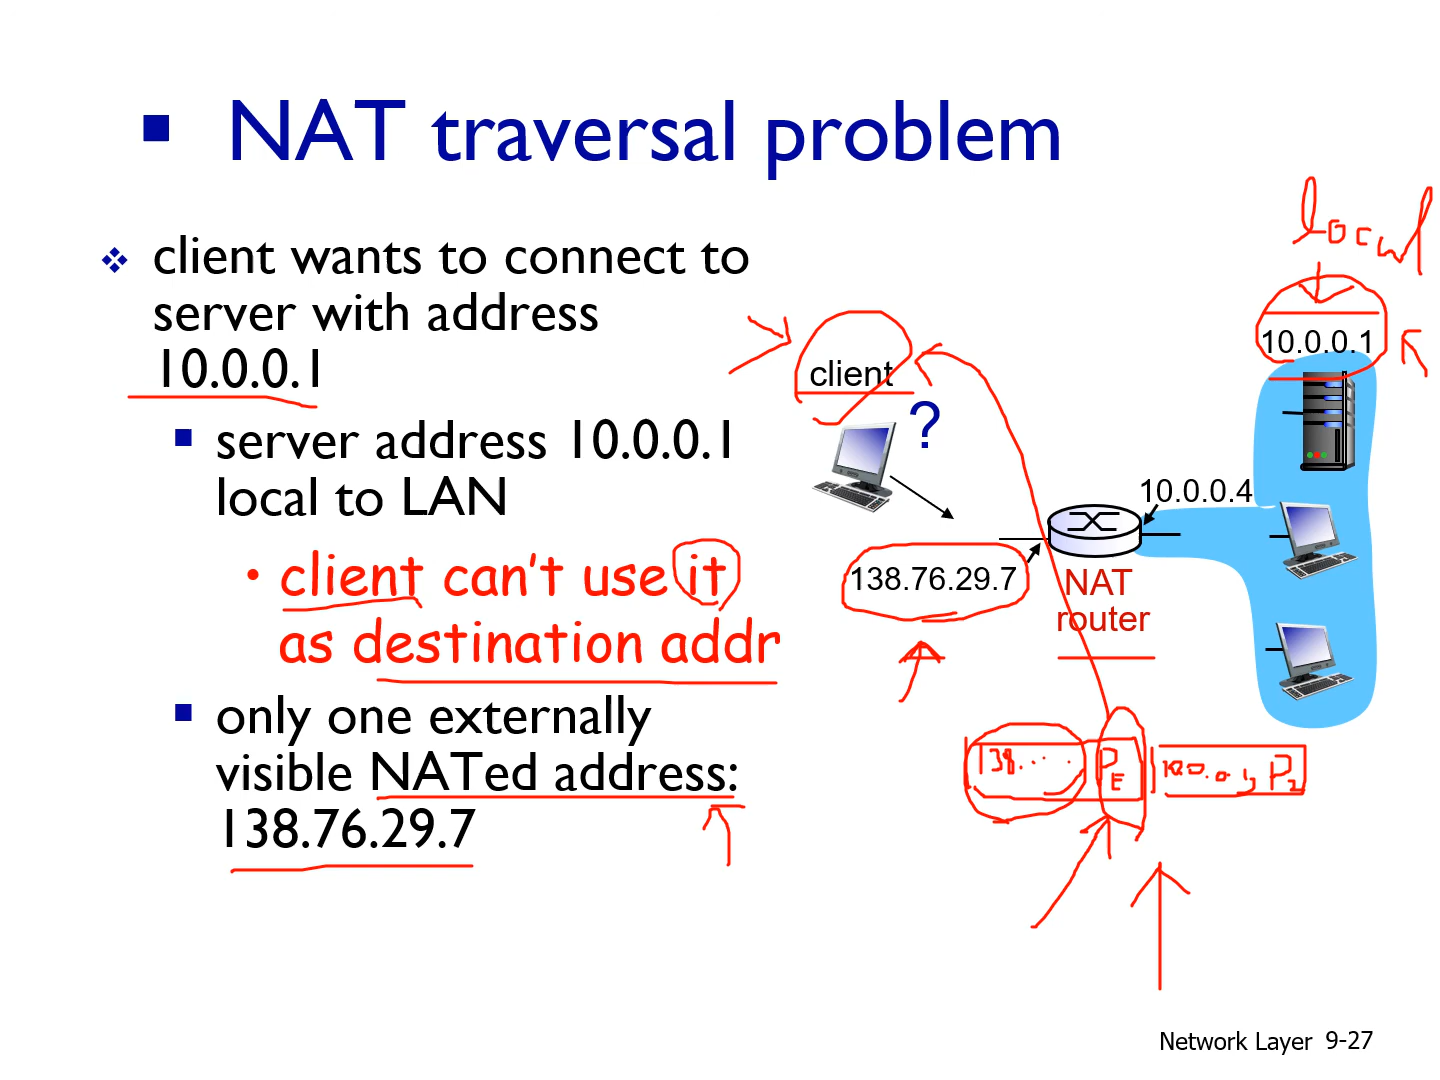 NAT traversal problem
client wants to connect to
server with address
10.0.0.1
server address 10.0.0.1
local to LAN
client can't use it
as destination addr
only one externally
visible NATed address:
138.76.29.7
local
10.0.0.1
client
?
10.0.0.4
138.76.29.7
NAT
router
138.... PE
P2
Network Layer 9-27